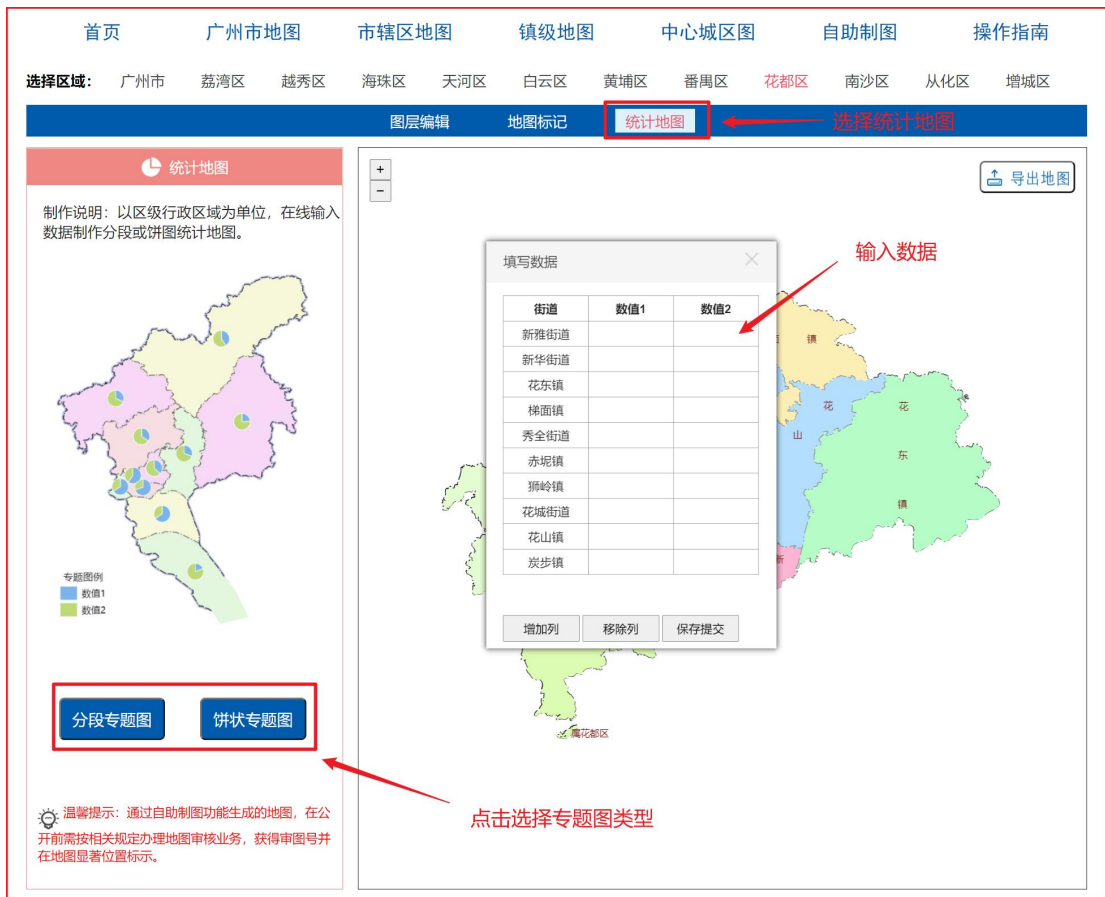 首页 广州市地图 市辖区地图 镇级地图 中心城区图 自助制图 操作指南
选择区域： 广州市 荔湾区 越秀区 海珠区 天河区 白云区 黄埔区 番禺区 花都区 南沙区 从化区 增城区
图层编辑 地图标记 统计地图 选择统计地图
统计地图
制作说明：以区级行政区域为单位，在线输入
数据制作分段或饼图统计地图。
专题图例
数值1
数值2
分段专题图 饼状专题图
温馨提示：通过自助制图功能生成的地图，在公
开前需按相关规定办理地图审核业务，获得审图号并
在地图显著位置标示。
+
−
导出地图
输入数据
填写数据
街道 数值1 数值2
新雅街道
新华街道
花东镇
梯面镇
秀全街道
赤坭镇
狮岭镇
花城街道
花山镇
炭步镇
增加列 移除列 保存提交
镇
花
山
花
东
镇
新
属花都区
点击选择专题图类型